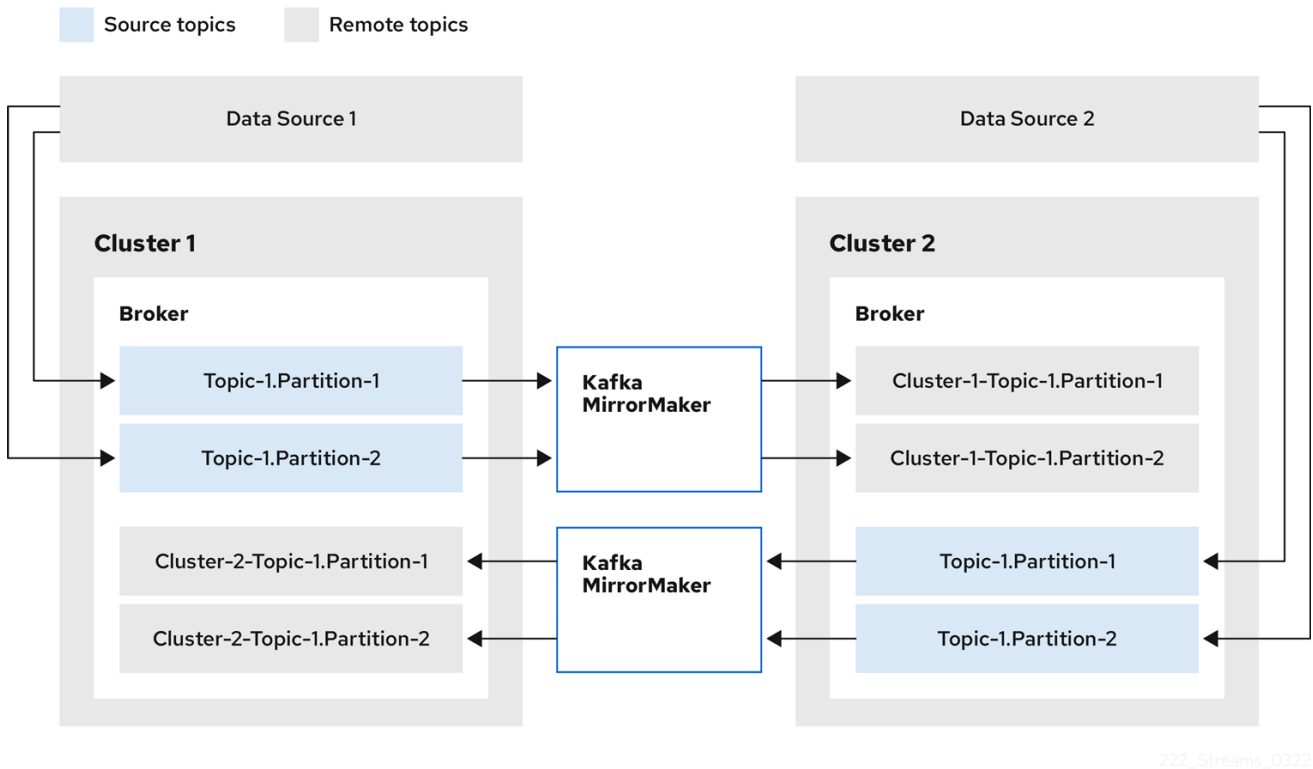 Source topics
Remote topics
Data Source 1
Data Source 2
Cluster 1
Broker
Topic-1.Partition-1
Topic-1.Partition-2
Cluster-2-Topic-1.Partition-1
Cluster-2-Topic-1.Partition-2
Kafka
MirrorMaker
Kafka
MirrorMaker
Cluster 2
Broker
Cluster-1-Topic-1.Partition-1
Cluster-1-Topic-1.Partition-2
Topic-1.Partition-1
Topic-1.Partition-2
222_Streams_0322